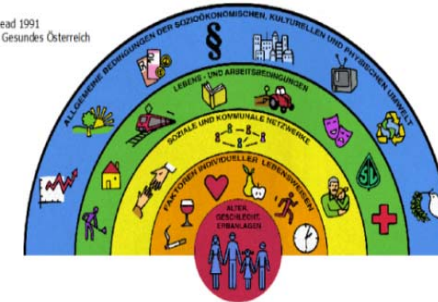 ead 1991
Gesundes Österreich
ALLGEMEINE BEDINGUNGEN DER SOZIOÖKONOMISCHEN, KULTURELLEN UND PHYSISCHEN UMWELT
§
LEBENS- UND ARBEITSBEDINGUNGEN
SOZIALE UND KOMMUNALE NETZWERKE
FAKTOREN INDIVIDUELLER LEBENSWEISEN
ALTER,
GESCHLECHT,
ERBANLAGEN